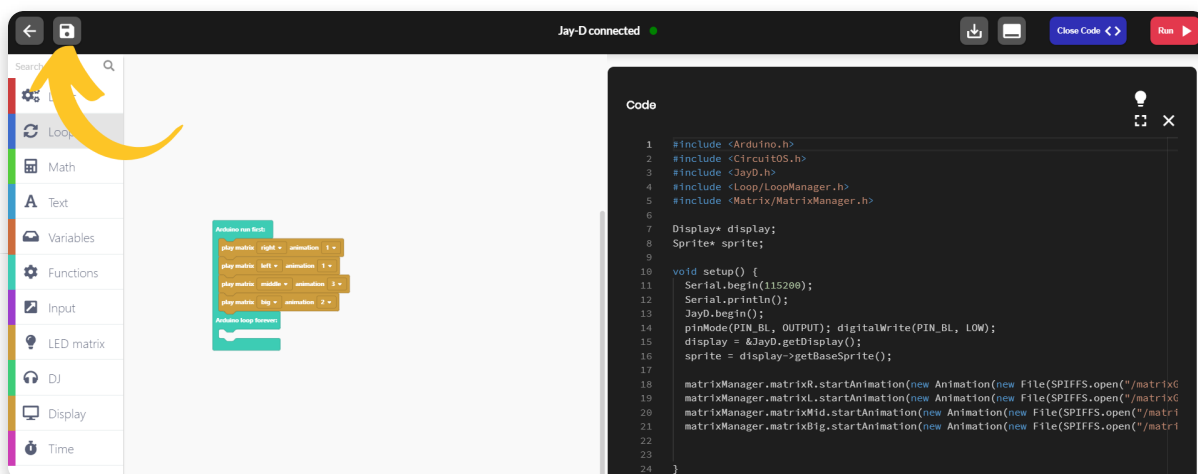 Jay-D connected
Close Code
Run
Search
Loop
Math
Text
Variables
Functions
Input
LED matrix
DJ
Display
Time
Arduino run first:
play matrix right animation 1
play matrix left animation 1
play matrix middle animation 3
play matrix big animation 2
Arduino loop forever:
Code
1 #include <Arduino.h>
2 #include <CircuitOS.h>
3 #include <JayD.h>
4 #include <Loop/LoopManager.h>
5 #include <Matrix/MatrixManager.h>
6
7 Display* display;
8 Sprite* sprite;
9
10 void setup() {
11 Serial.begin(115200);
12 Serial.println();
13 JayD.begin();
14 pinMode(PIN_BL, OUTPUT); digitalWrite(PIN_BL, LOW);
15 display = &JayD.getDisplay();
16 sprite = display->getBaseSprite();
17
18 matrixManager.matrixR.startAnimation(new Animation(new File(SPIFFS.open("/matrixG
19 matrixManager.matrixL.startAnimation(new Animation(new File(SPIFFS.open("/matrixG
20 matrixManager.matrixMid.startAnimation(new Animation(new File(SPIFFS.open("/matri
21 matrixManager.matrixBig.startAnimation(new Animation(new File(SPIFFS.open("/matri
22
23
24 }